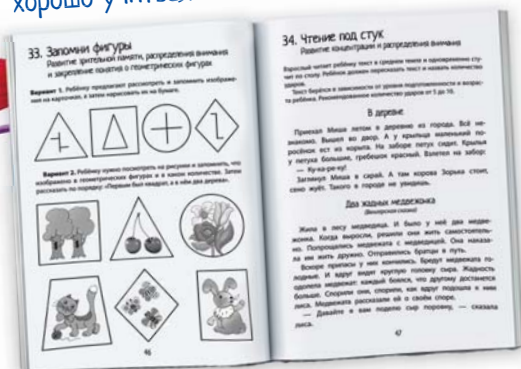 хорошо учиться.
33. Запомни фигуры
Развитие зрительной памяти, распределения внимания
и закрепление понятия о геометрических фигурах
Вариант 1. Ребёнку предлагают рассмотреть и запомнить изображе-
ния на карточках, а затем нарисовать их на бумаге.
Вариант 2. Ребёнку нужно посмотреть на рисунки и запомнить, что
изображено в геометрических фигурах и в каком количестве. Затем
рассказать по порядку: «Первым был квадрат, а в нём два дерева».
46
34. Чтение под стук
Развитие концентрации и распределения внимания
Взрослый читает ребёнку текст в среднем темпе и одновременно сту-
чит по столу. Ребёнок должен пересказать текст и назвать количество
ударов.
Текст берётся в зависимости от уровня подготовленности и возрас-
та ребёнка. Рекомендованное количество ударов от 5 до 10.
В деревне
Приехал Миша летом в деревню из города. Всё не-
знакомо. Вышел во двор. А у крыльца маленький по-
росёнок ест из корыта. На заборе петух сидит. Крылья
у петуха большие, гребешок красный. Взлетел на забор:
— Ку-ка-ре-ку!
Заглянул Миша в сарай. А там корова Зорька стоит,
сено жуёт. Такого в городе не увидишь.
Два жадных медвежонка
(Венгерская сказка)
Жила в лесу медведица. И было у неё два медве-
жонка. Когда выросли, решили они жить самостоятель-
но. Попрощались медвежата с медведицей. Она наказа-
ла им жить дружно. Отправились братцы в путь.
Вскоре припасы у них кончились. Бредут медвежата го-
лодные. И вдруг видят круглую головку сыра. Жадность
одолела медвежат: каждый боялся, что другому достанется
больше. Спорили они, спорили, как вдруг подошла к ним
лиса. Медвежата рассказали ей о своём споре.
— Давайте я вам поделю сыр поровну, — сказала
лиса.
47